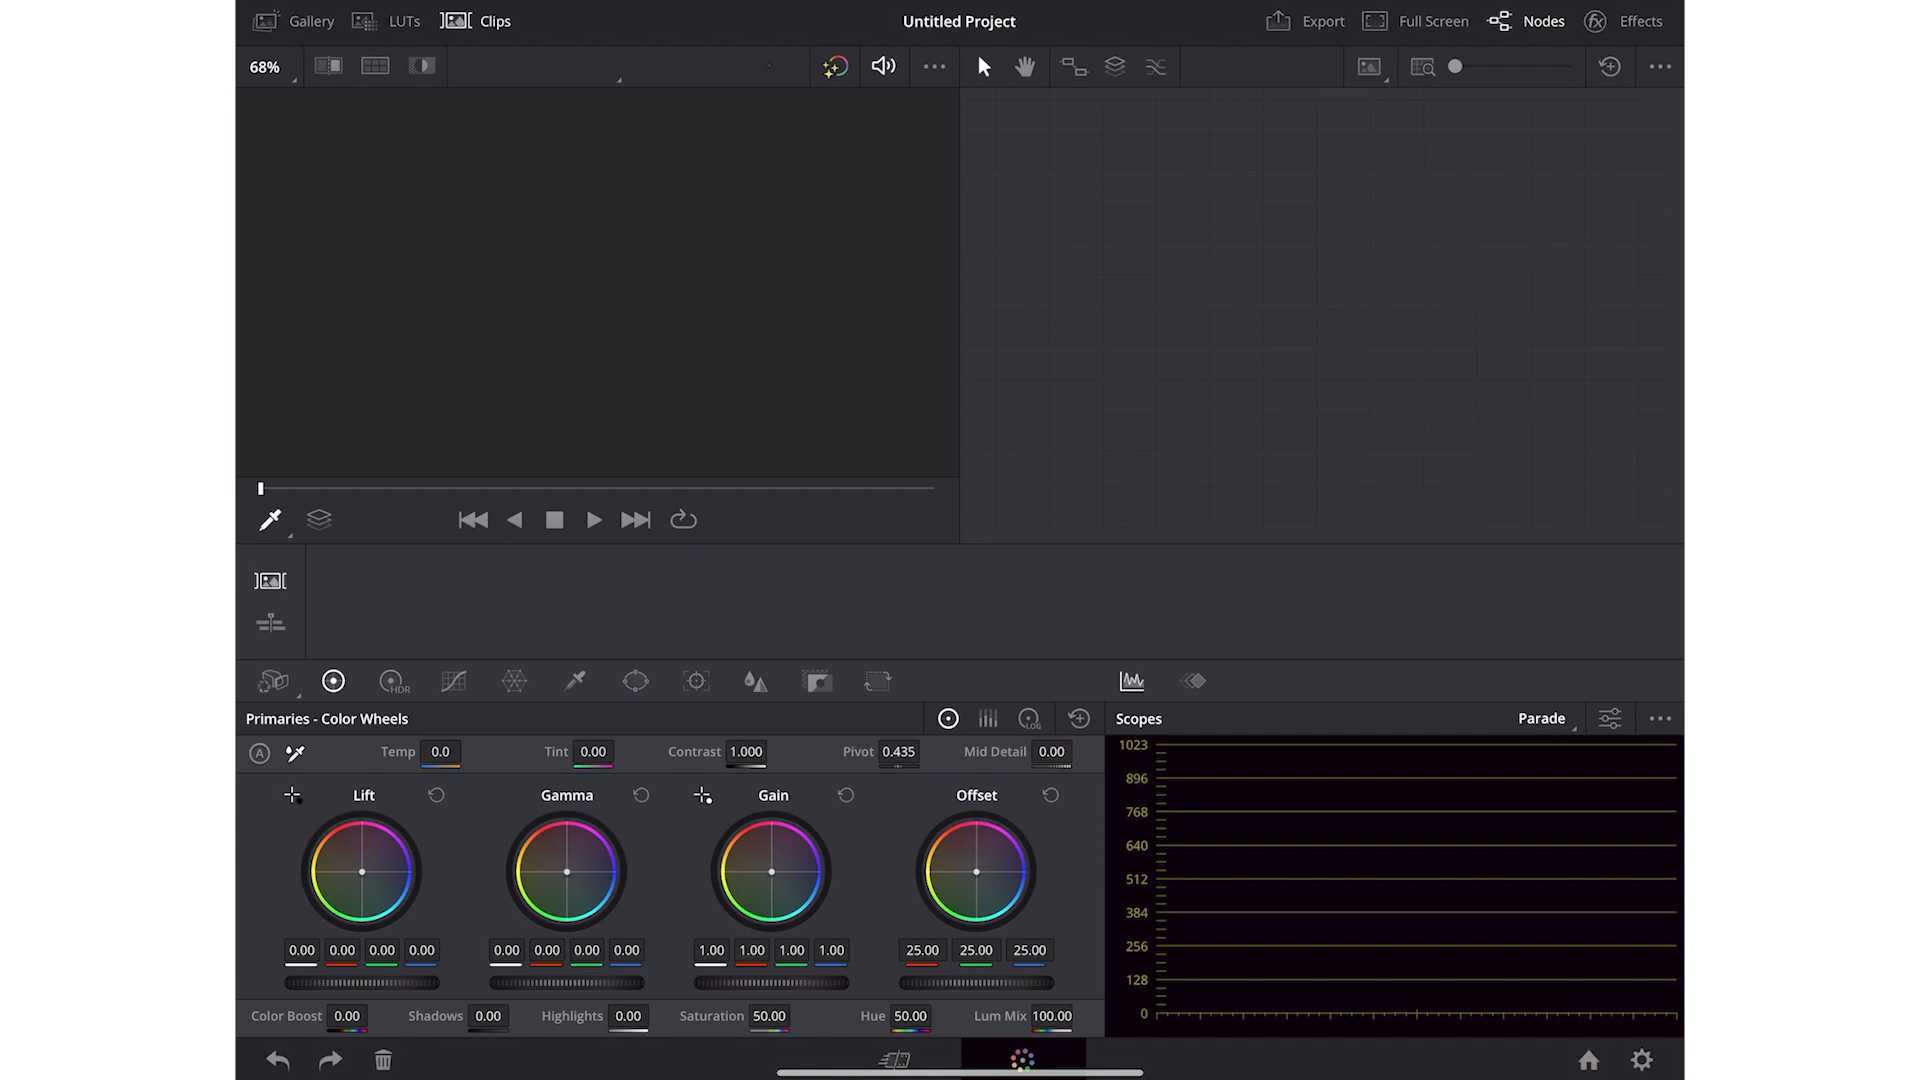 Gallery LUTs Clips Untitled Project Export Full Screen Nodes fx Effects
68%
HDR
Primaries - Color Wheels LOG Scopes Parade
A Temp 0.0 Tint 0.00 Contrast 1.000 Pivot 0.435 Mid Detail 0.00
Lift Gamma Gain Offset
0.00 0.00 0.00 0.00 0.00 0.00 0.00 0.00 1.00 1.00 1.00 1.00 25.00 25.00 25.00
Color Boost 0.00 Shadows 0.00 Highlights 0.00 Saturation 50.00 Hue 50.00 Lum Mix 100.00
1023
896
768
640
512
384
256
128
0